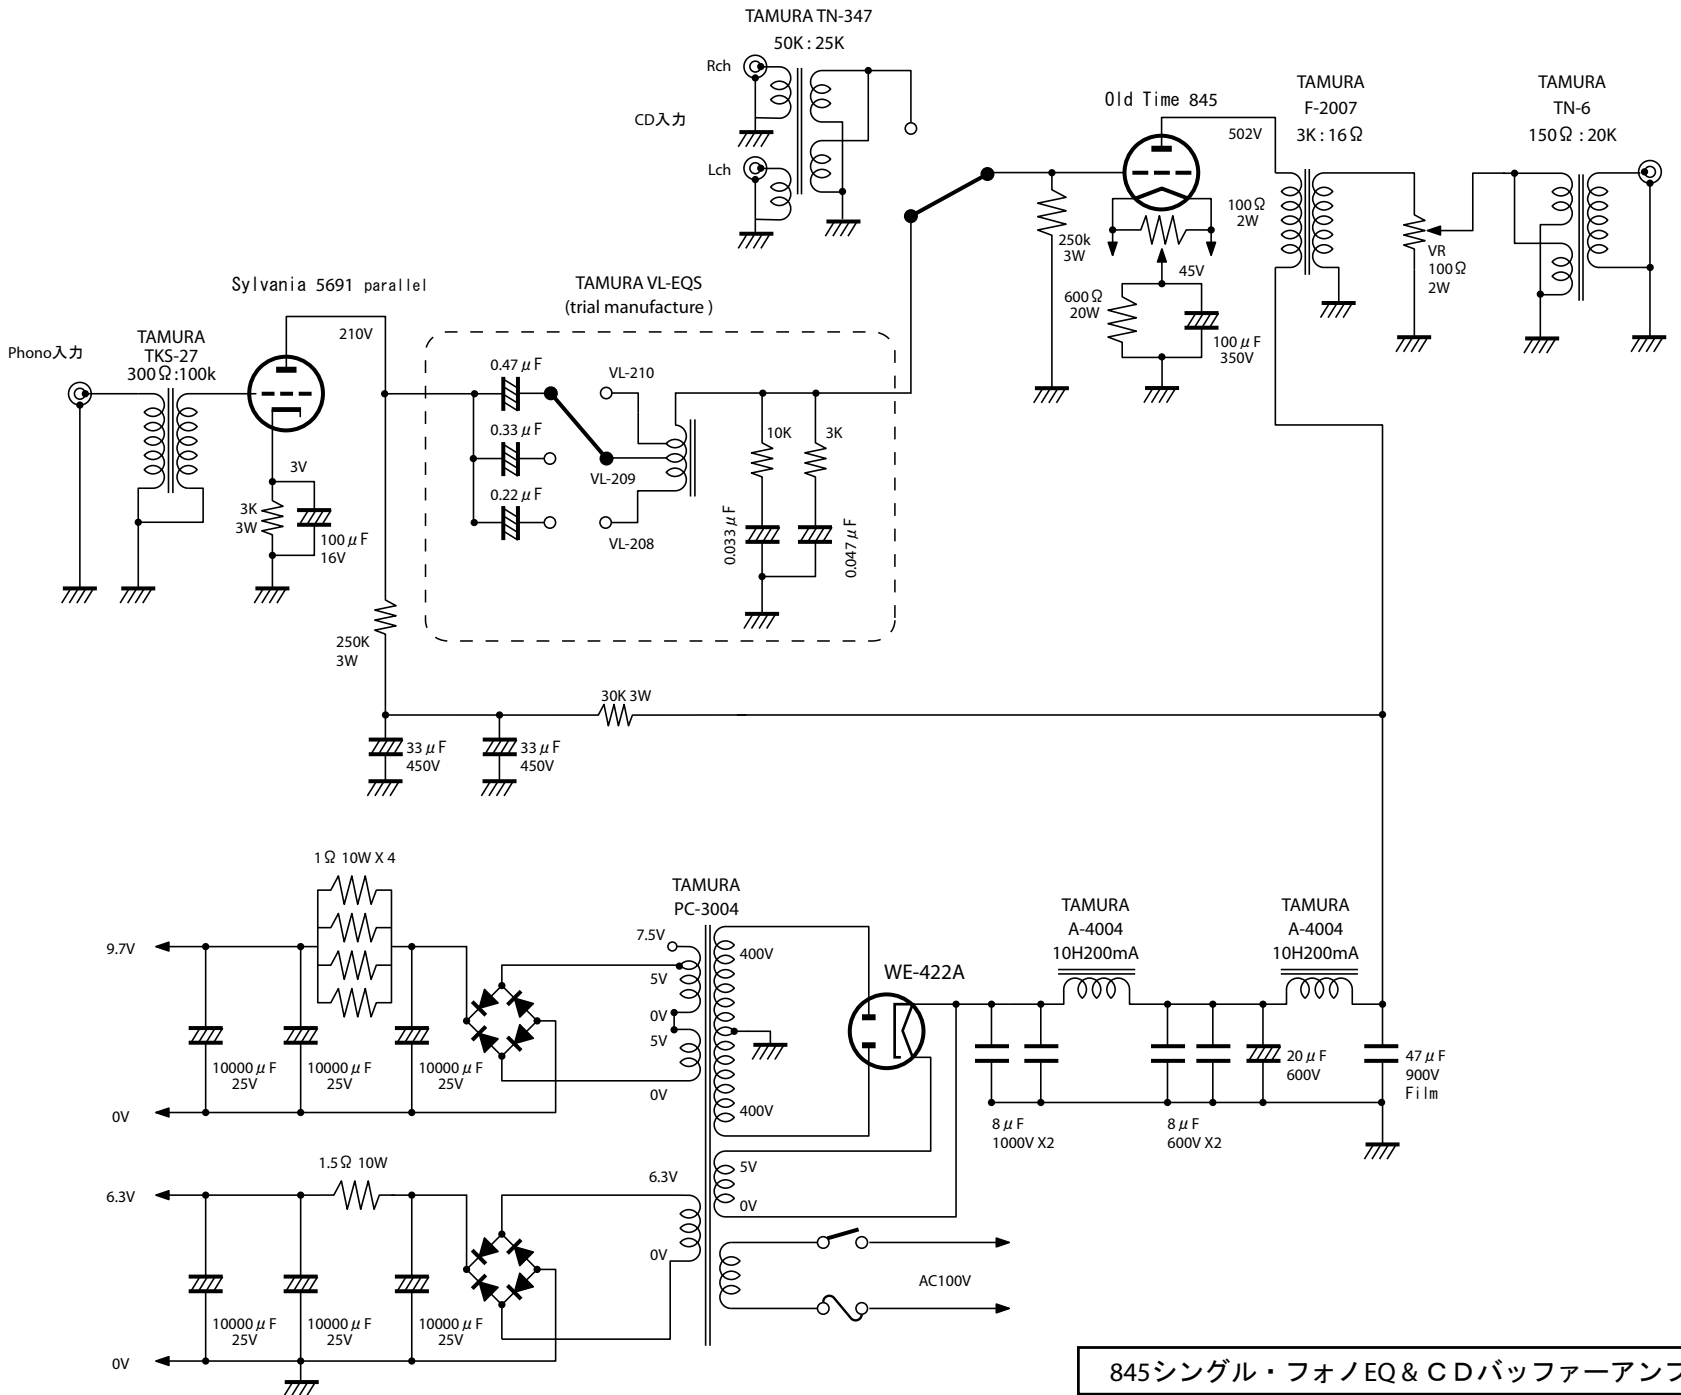 TAMURA TN-347
50K : 25K
Rch
CD入力
Lch
Old Time 845
502V
TAMURA
F-2007
3K : 16Ω
TAMURA
TN-6
150Ω : 20K
100Ω
2W
250k
3W
45V
600Ω
20W
100μF
350V
VR
100Ω
2W
Sylvania 5691 parallel
210V
TAMURA VL-EQS
(trial manufacture )
Phono入力
TAMURA
TKS-27
300Ω:100k
0.47μF
VL-210
0.33μF
VL-209
0.22μF
VL-208
10K
3K
0.033μF
0.047μF
3V
3K
3W
100μF
16V
250K
3W
30K 3W
33μF
450V
33μF
450V
1Ω 10W X 4
9.7V
10000μF
25V
10000μF
25V
10000μF
25V
0V
TAMURA
PC-3004
7.5V
5V
0V
5V
0V
400V
400V
WE-422A
TAMURA
A-4004
10H200mA
TAMURA
A-4004
10H200mA
8μF
1000V X2
8μF
600V X2
20μF
600V
47μF
900V
Film
1.5Ω 10W
6.3V
10000μF
25V
10000μF
25V
10000μF
25V
0V
6.3V
0V
5V
0V
AC100V
845シングル・フォノEQ&CDバッファーアンプ